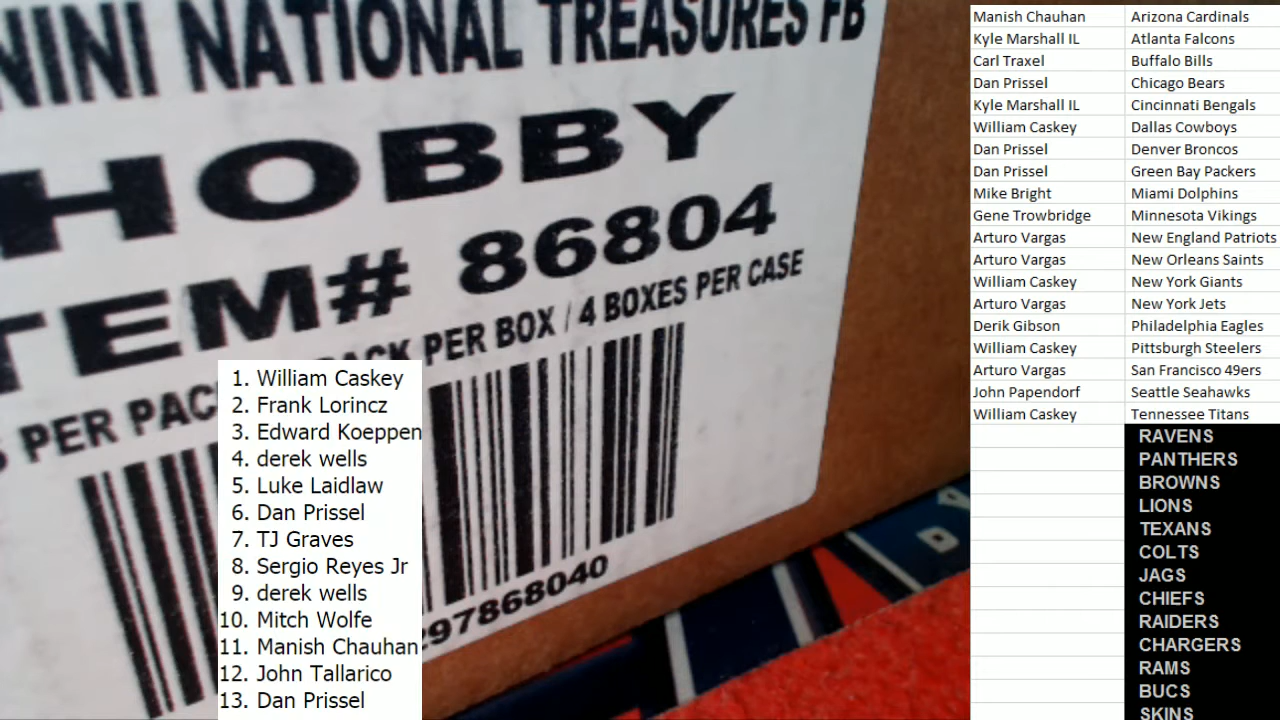 NINI NATIONAL TREASURES FB
HOBBY
TEM# 86804
PER PAC PACK PER BOX / 4 BOXES PER CASE
297868040
1. William Caskey
2. Frank Lorincz
3. Edward Koeppen
4. derek wells
5. Luke Laidlaw
6. Dan Prissel
7. TJ Graves
8. Sergio Reyes Jr
9. derek wells
10. Mitch Wolfe
11. Manish Chauhan
12. John Tallarico
13. Dan Prissel
Manish Chauhan Arizona Cardinals
Kyle Marshall IL Atlanta Falcons
Carl Traxel Buffalo Bills
Dan Prissel Chicago Bears
Kyle Marshall IL Cincinnati Bengals
William Caskey Dallas Cowboys
Dan Prissel Denver Broncos
Dan Prissel Green Bay Packers
Mike Bright Miami Dolphins
Gene Trowbridge Minnesota Vikings
Arturo Vargas New England Patriots
Arturo Vargas New Orleans Saints
William Caskey New York Giants
Arturo Vargas New York Jets
Derik Gibson Philadelphia Eagles
William Caskey Pittsburgh Steelers
Arturo Vargas San Francisco 49ers
John Papendorf Seattle Seahawks
William Caskey Tennessee Titans
RAVENS
PANTHERS
BROWNS
LIONS
TEXANS
COLTS
JAGS
CHIEFS
RAIDERS
CHARGERS
RAMS
BUCS
SKINS